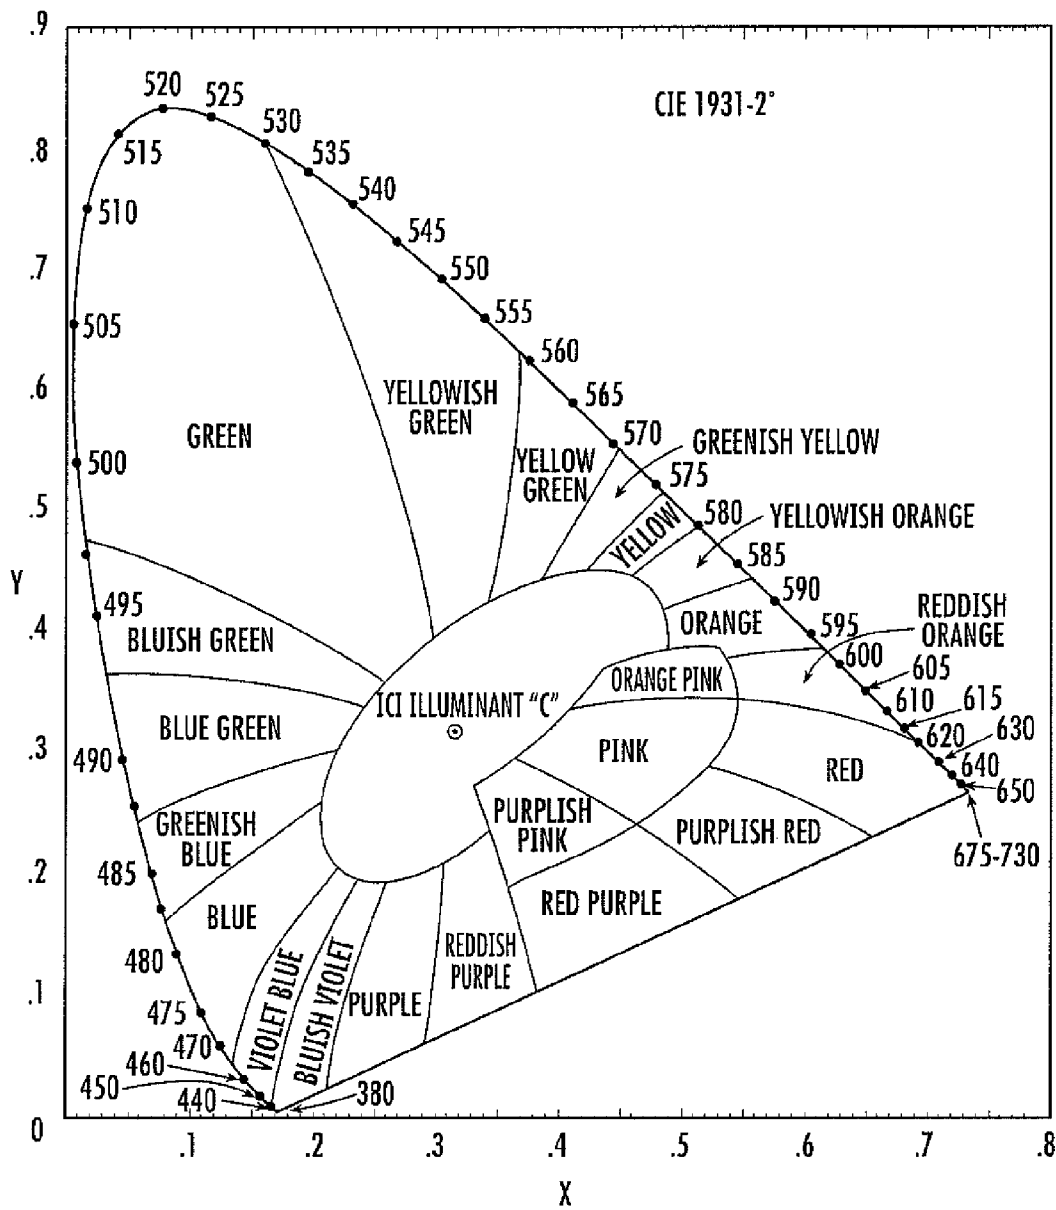 .9
CIE 1931-2°
520
525
530
.8
515
535
540
510
545
.7
550
555
505
560
.6
YELLOWISH
GREEN
565
GREEN
570
GREENISH YELLOW
500
YELLOW
GREEN
575
.5
580
YELLOWISH ORANGE
YELLOW
585
Y
590
495
REDDISH
ORANGE
.4
BLUISH GREEN
ORANGE
595
600
605
ORANGE PINK
610
615
ICI ILLUMINANT "C"
BLUE GREEN
620
630
.3
490
PINK
RED
640
650
GREENISH
BLUE
PURPLISH
PINK
PURPLISH RED
675-730
.2
485
BLUE
RED PURPLE
480
REDDISH
PURPLE
VIOLET BLUE
BLUISH VIOLET
PURPLE
.1
475
470
460
450
440
380
0
.1
.2
.3
.4
.5
.6
.7
.8
X